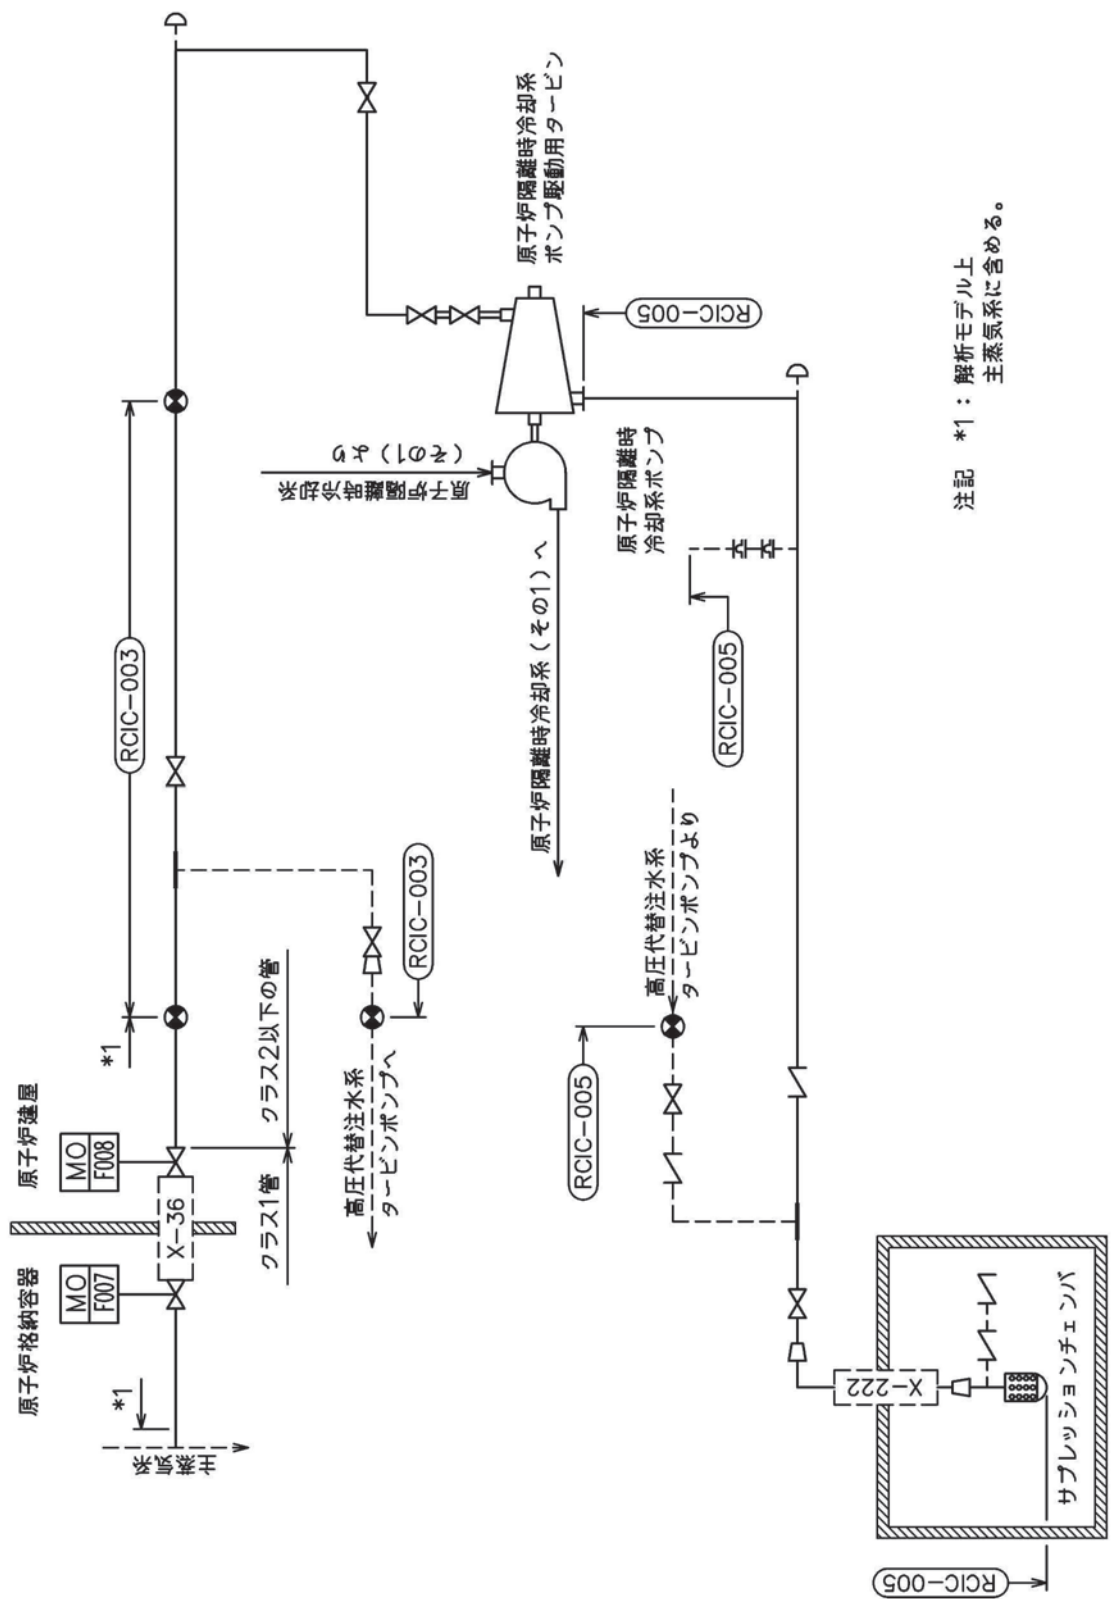 原子炉格納容器
原子炉建屋
MO
F007
MO
F008
X-36
*1
*1
主蒸気系
クラス1管
クラス2以下の管
RCIC-003
高圧代替注水系
タービンポンプへ
RCIC-003
原子炉隔離時冷却系
(その1)より
原子炉隔離時冷却系(その1)へ
原子炉隔離時冷却系
ポンプ駆動用タービン
原子炉隔離時
冷却系ポンプ
RCIC-005
RCIC-005
高圧代替注水系
タービンポンプより
RCIC-005
X-222
サプレッションチェンバ
RCIC-005
注記 *1:解析モデル上
主蒸気系に含める。